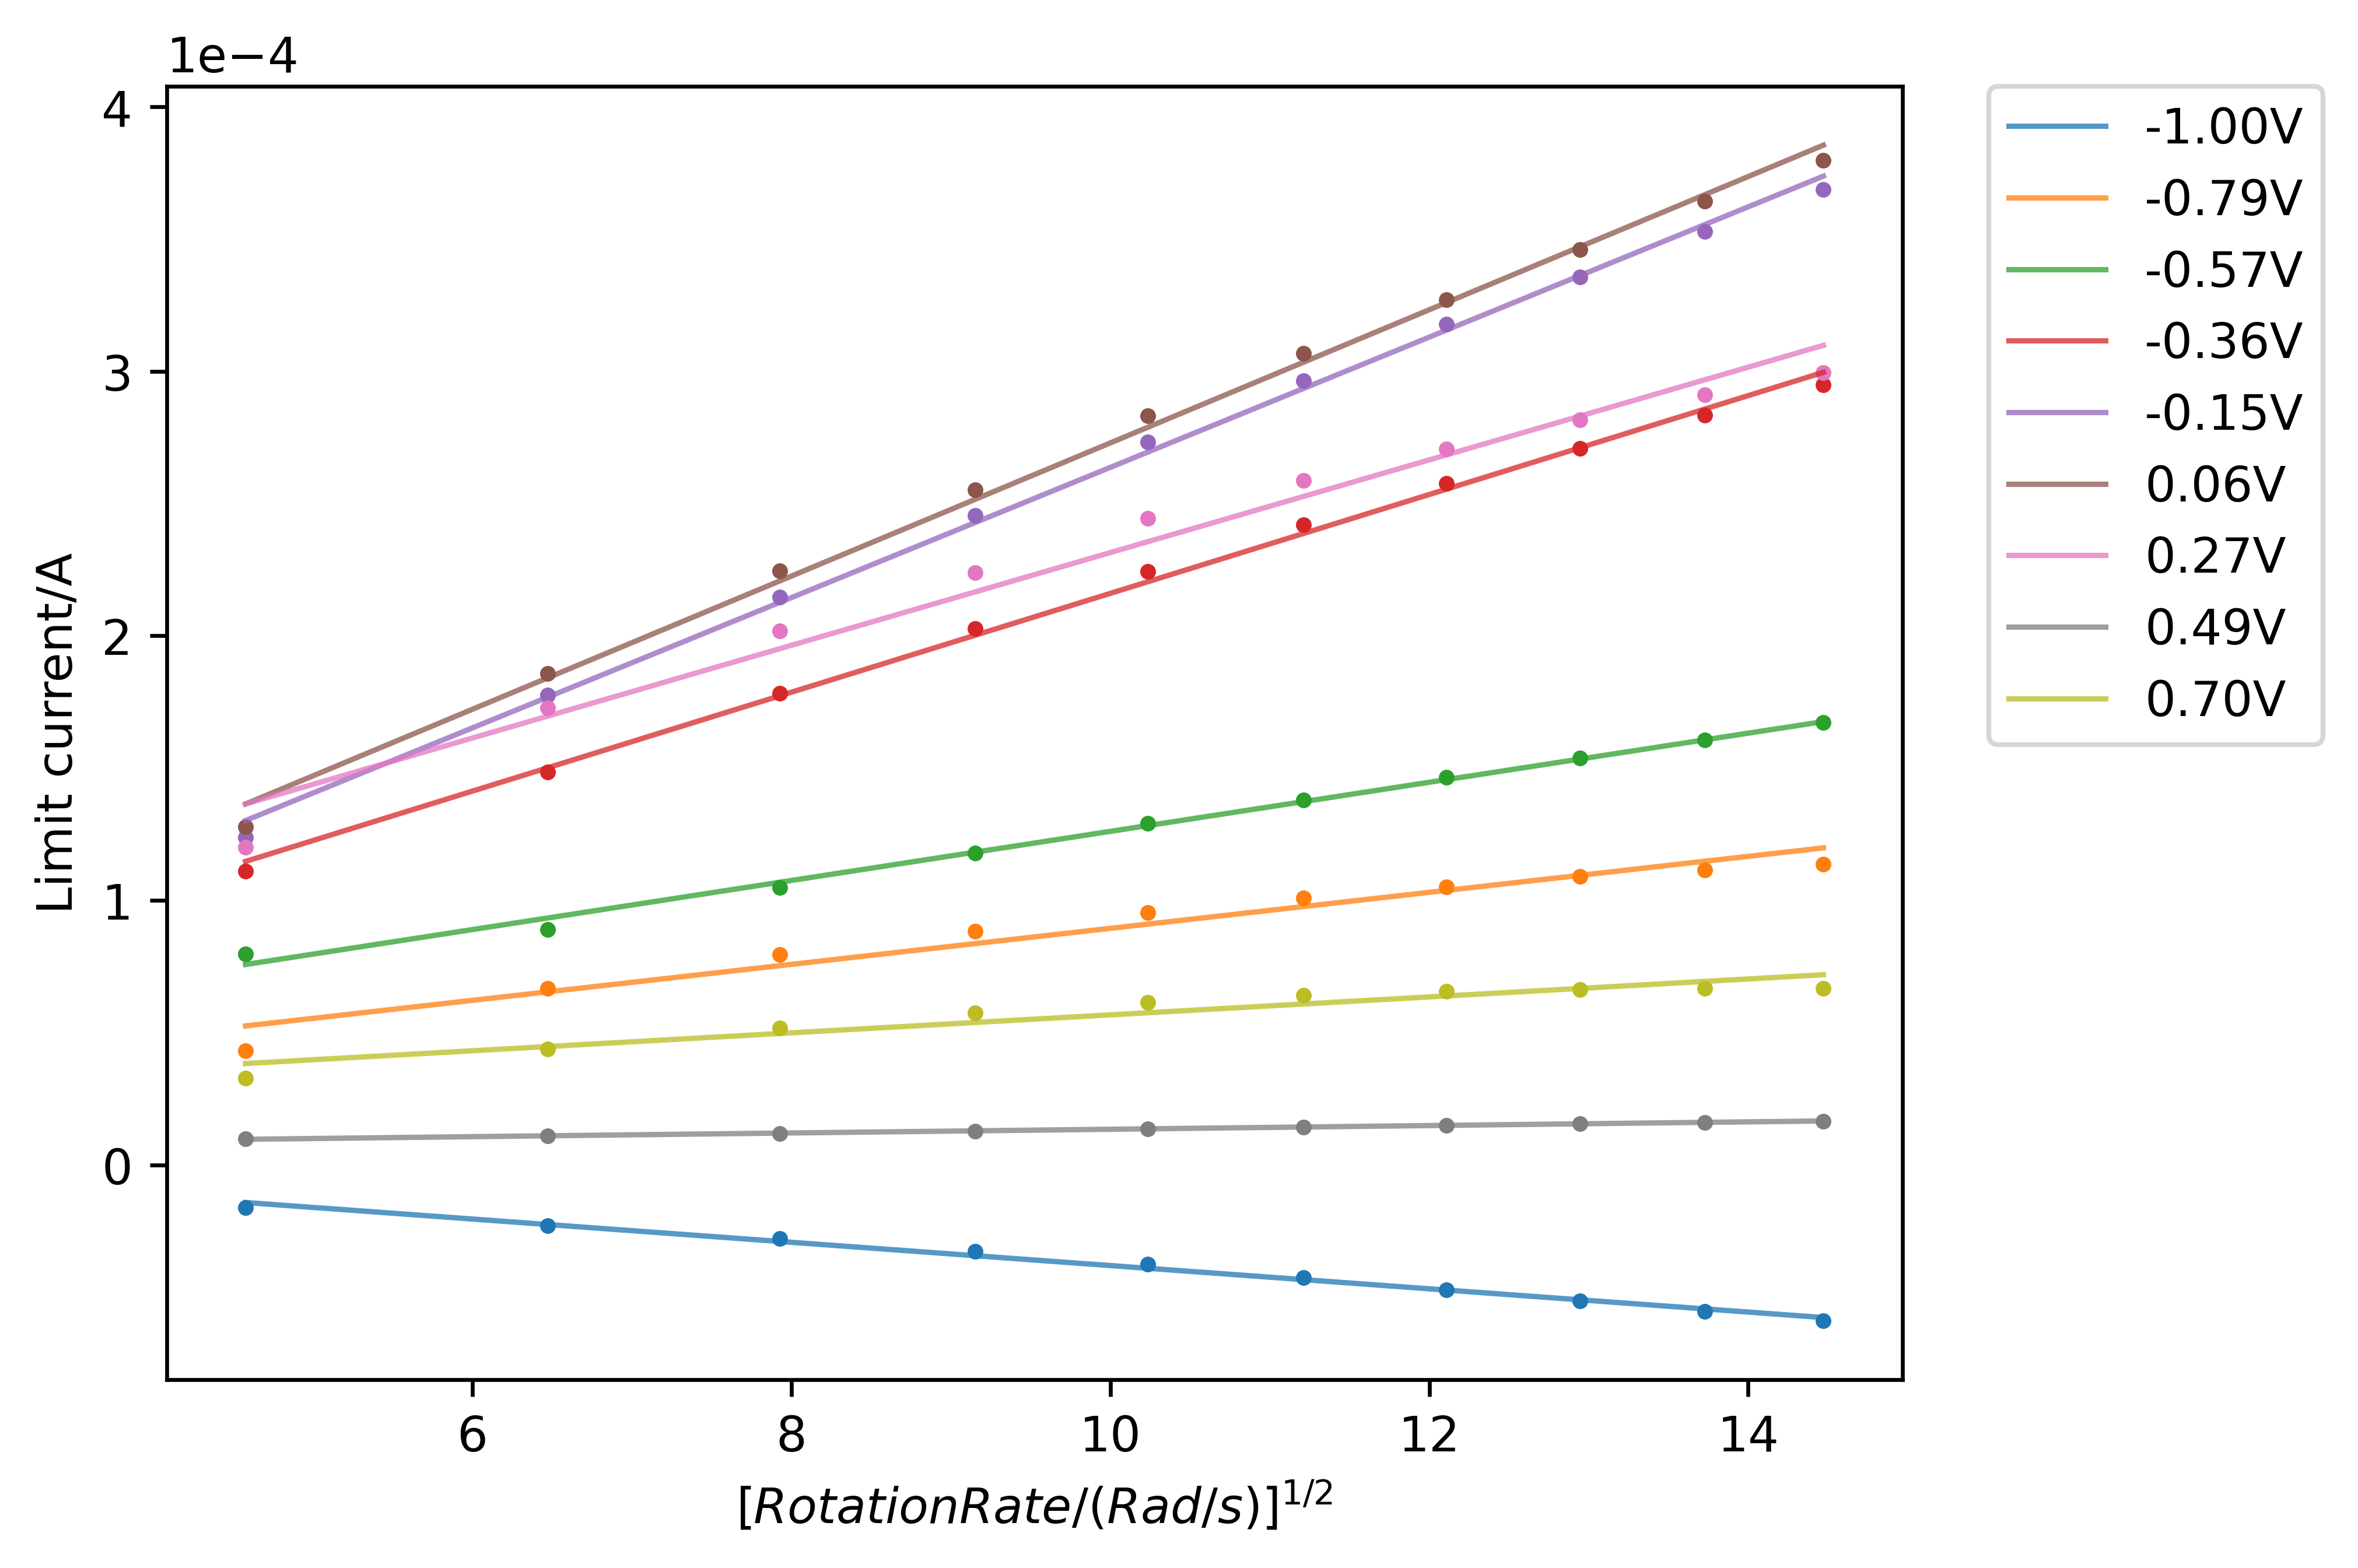 1e−4
4
3
2
1
0
Limit current/A
6 8 10 12 14
[RotationRate/(Rad/s)]^{1/2}
-1.00V
-0.79V
-0.57V
-0.36V
-0.15V
0.06V
0.27V
0.49V
0.70V